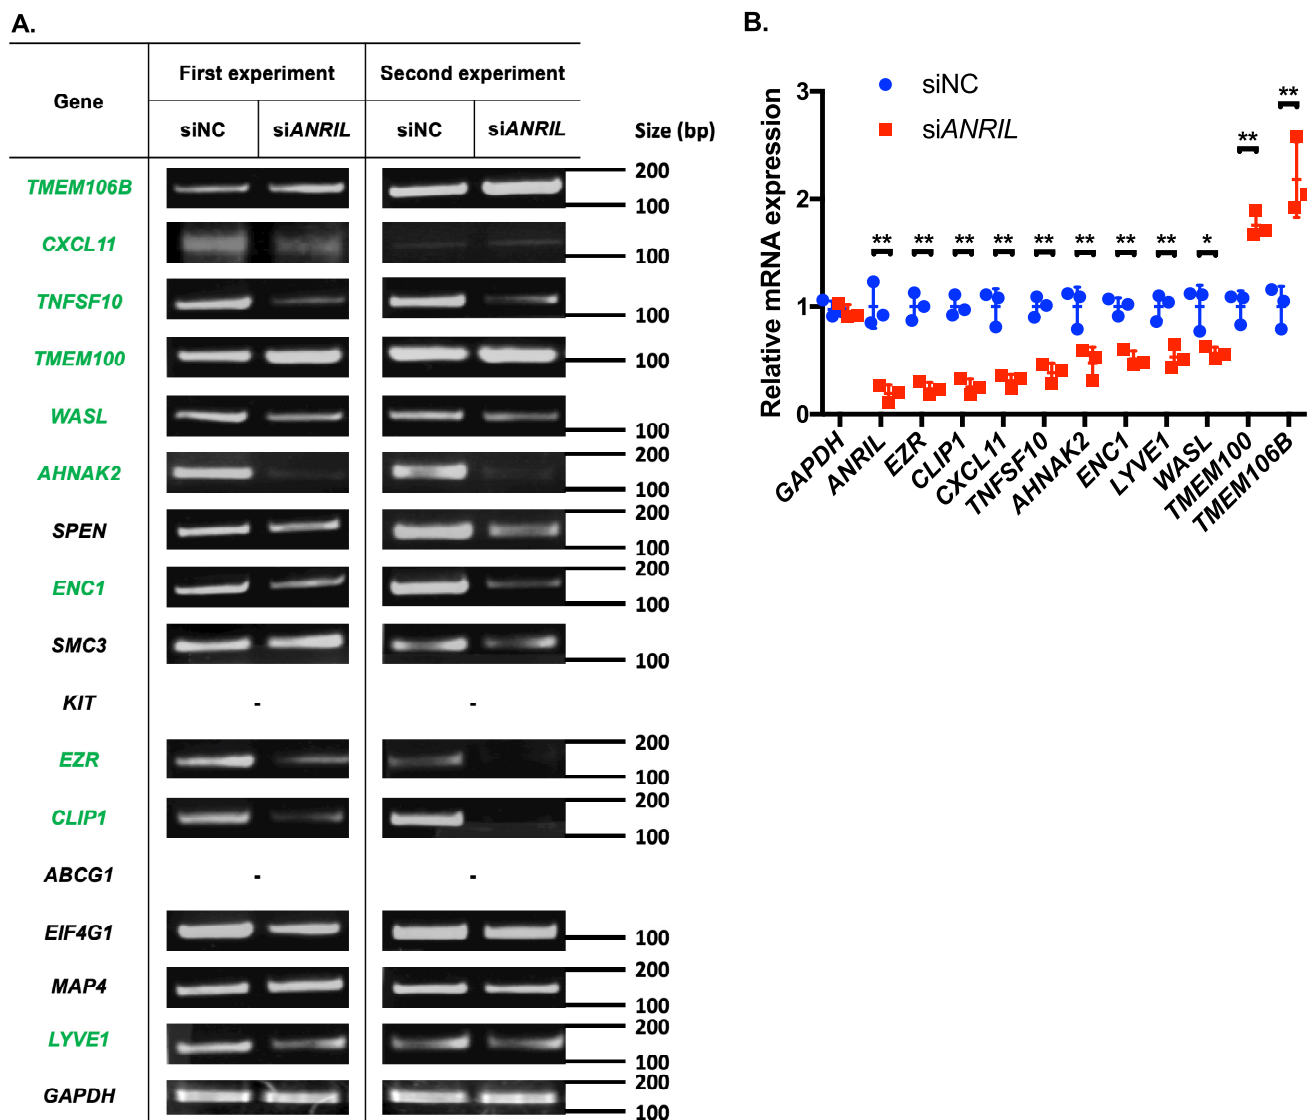 A.
Gene
First experiment
Second experiment
siNC
siANRIL
siNC
siANRIL
Size (bp)
TMEM106B
200
100
CXCL11
100
TNFSF10
100
TMEM100
100
WASL
100
AHNAK2
200
100
SPEN
200
100
ENC1
200
100
SMC3
100
KIT
-
-
EZR
200
100
CLIP1
200
100
ABCG1
-
-
EIF4G1
100
MAP4
200
100
LYVE1
200
100
GAPDH
200
100
B.
siNC
siANRIL
Relative mRNA expression
3
2
1
0
**
**
**
**
**
**
**
**
*
**
**
GAPDH
ANRIL
EZR
CLIP1
CXCL11
TNFSF10
AHNAK2
ENC1
LYVE1
WASL
TMEM100
TMEM106B